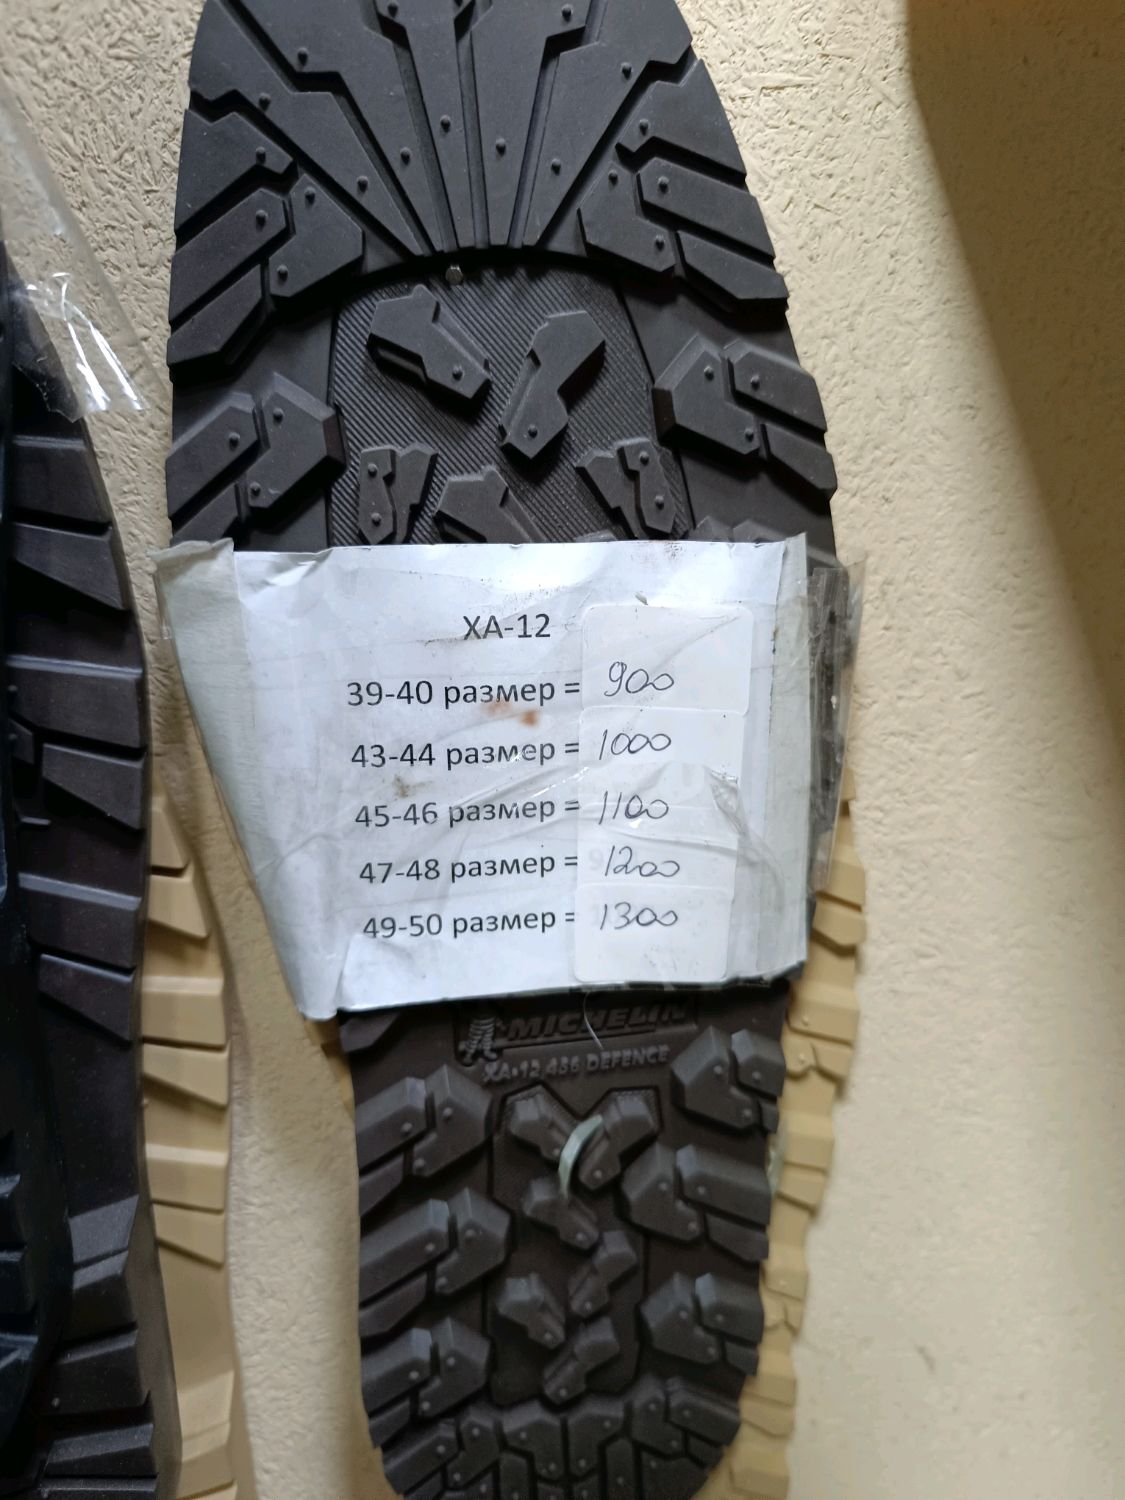 XA-12
39-40 размер = 900
43-44 размер = 1000
45-46 размер = 1100
47-48 размер = 1200
49-50 размер = 1300
MICHELIN
XA•12 486 DEFENCE